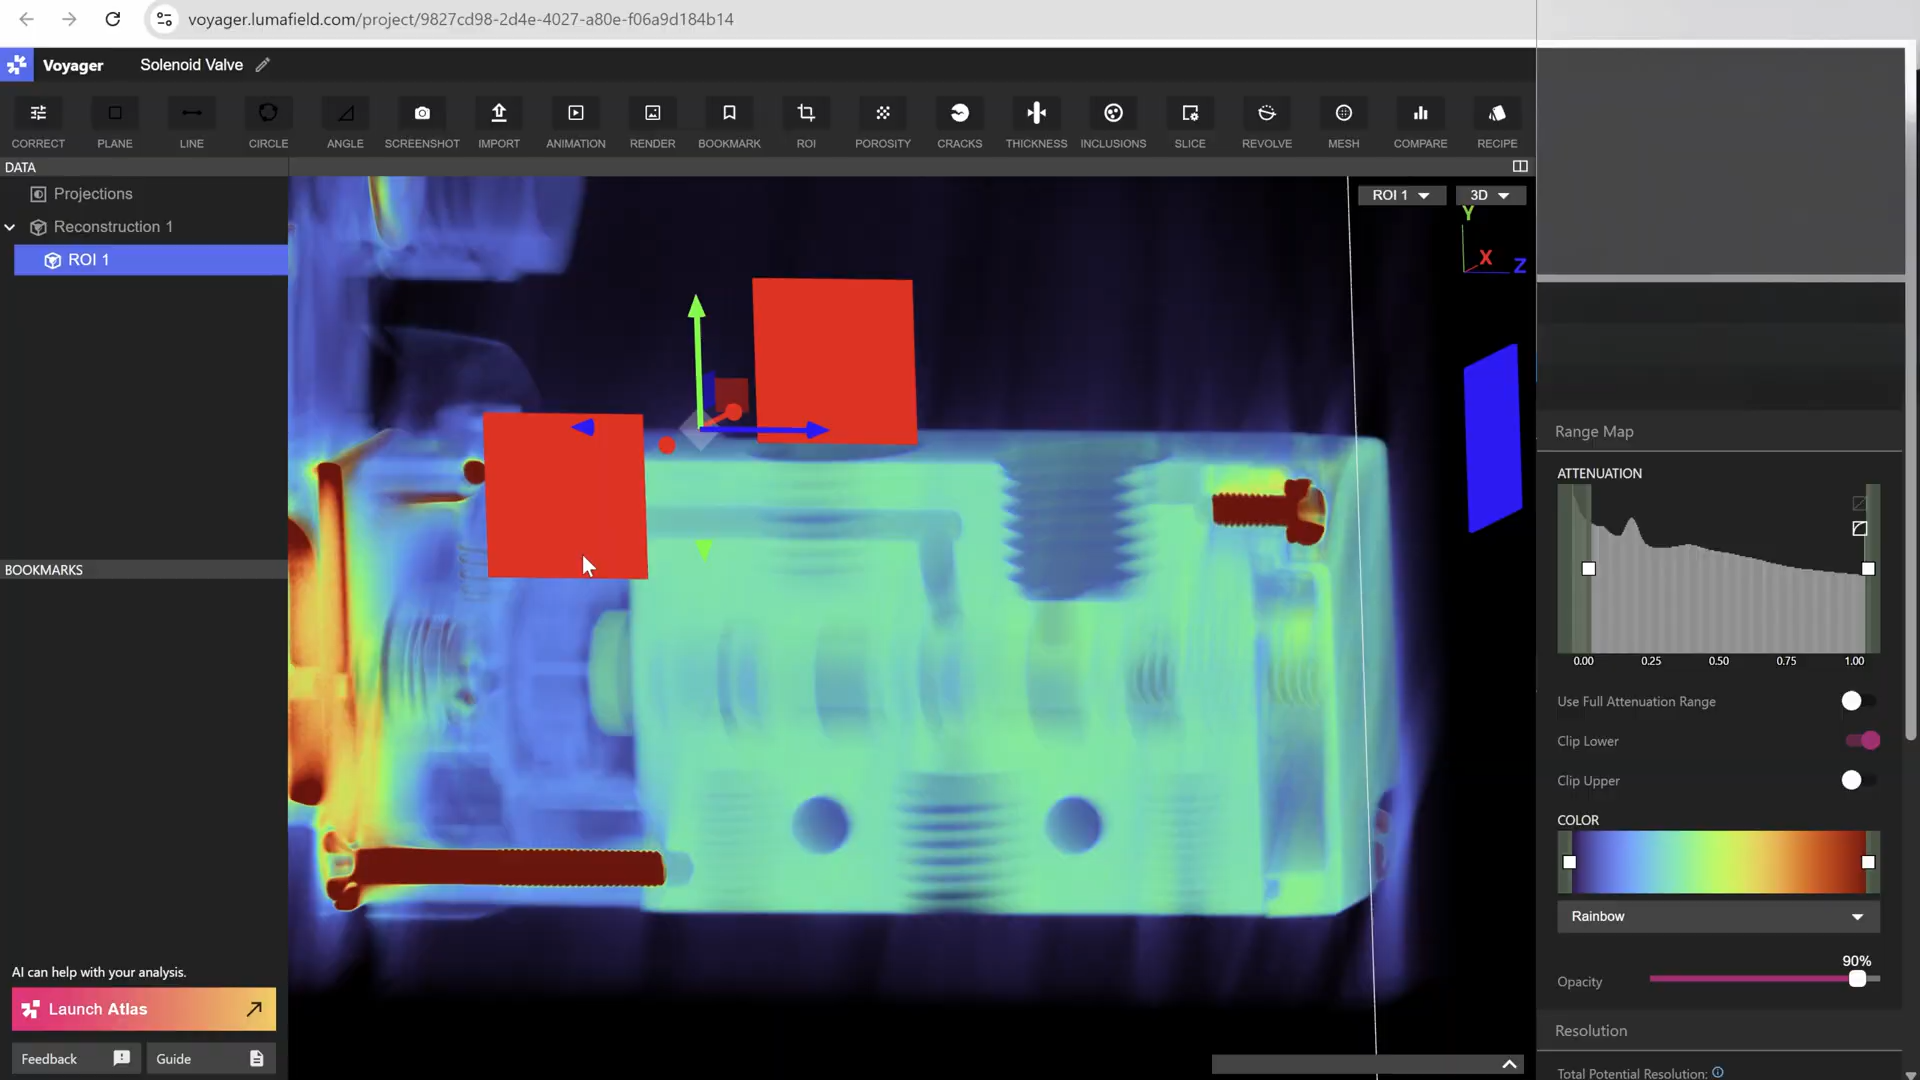 voyager.lumafield.com/project/9827cd98-2d4e-4027-a80e-f06a9d184b14
Voyager
Solenoid Valve
CORRECT
PLANE
LINE
CIRCLE
ANGLE
SCREENSHOT
IMPORT
ANIMATION
RENDER
BOOKMARK
ROI
POROSITY
CRACKS
THICKNESS
INCLUSIONS
SLICE
REVOLVE
MESH
COMPARE
RECIPE
DATA
Projections
Reconstruction 1
ROI 1
BOOKMARKS
AI can help with your analysis.
Launch Atlas
Feedback
Guide
ROI 1
3D
Y
X
Z
Range Map
ATTENUATION
0.00
0.25
0.50
0.75
1.00
Use Full Attenuation Range
Clip Lower
Clip Upper
COLOR
Rainbow
90%
Opacity
Resolution
Total Potential Resolution: